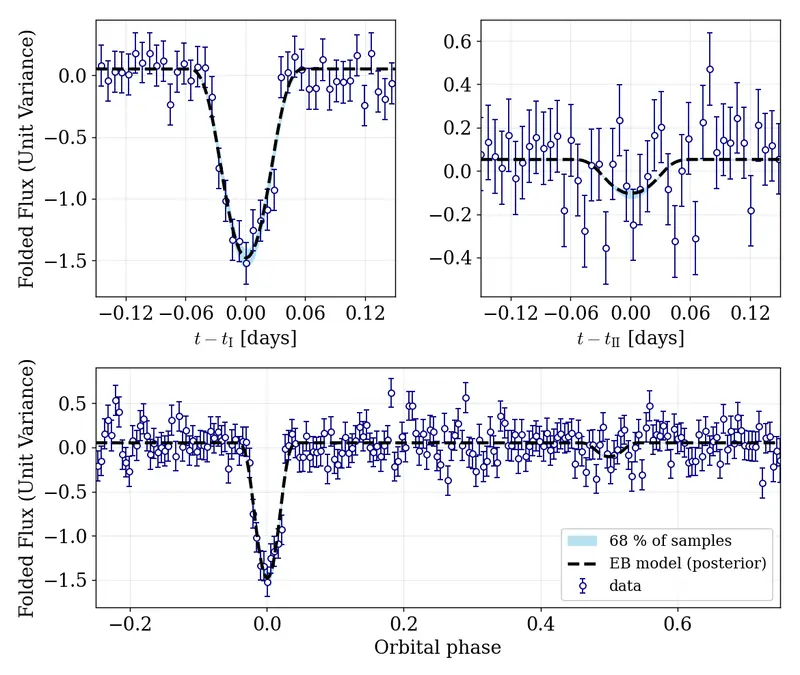 Folded Flux (Unit Variance)
0.0
−0.5
−1.0
−1.5
−0.12 −0.06 0.00 0.06 0.12
t − t_I [days]
0.6
0.4
0.2
0.0
−0.2
−0.4
−0.12 −0.06 0.00 0.06 0.12
t − t_II [days]
Folded Flux (Unit Variance)
0.5
0.0
−0.5
−1.0
−1.5
68 % of samples
EB model (posterior)
data
−0.2 0.0 0.2 0.4 0.6
Orbital phase